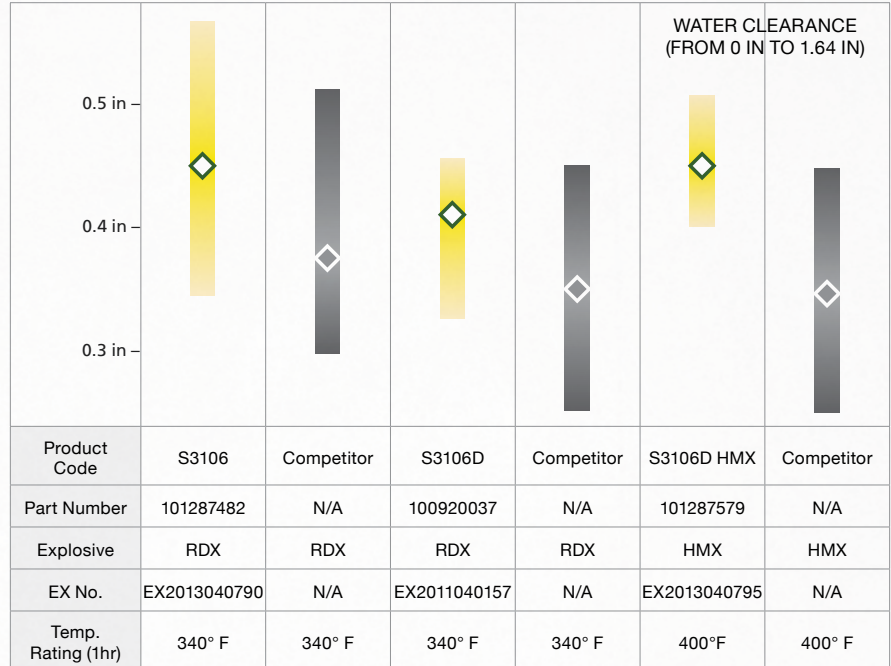 WATER CLEARANCE
(FROM 0 IN TO 1.64 IN)
0.5 in –
0.4 in –
0.3 in –
Product
Code
S3106
Competitor
S3106D
Competitor
S3106D HMX
Competitor
Part Number
101287482
N/A
100920037
N/A
101287579
N/A
Explosive
RDX
RDX
RDX
RDX
HMX
HMX
EX No.
EX2013040790
N/A
EX2011040157
N/A
EX2013040795
N/A
Temp.
Rating (1hr)
340° F
340° F
340° F
340° F
400°F
400° F